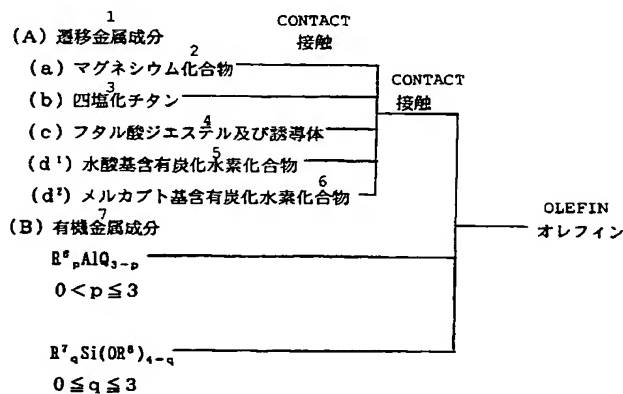 1
CONTACT
(A) 遷移金属成分
接触
2
(a) マグネシウム化合物
3
CONTACT
(b) 四塩化チタン
接触
4
(c) フタル酸ジエステル及び誘導体
5
(d¹) 水酸基含有炭化水素化合物
6
(d²) メルカプト基含有炭化水素化合物
7
(B) 有機金属成分
OLEFIN
オレフィン
R⁶pAlQ3-p
0<p≦3
R⁷qSi(OR⁸)4-q
0≦q≦3